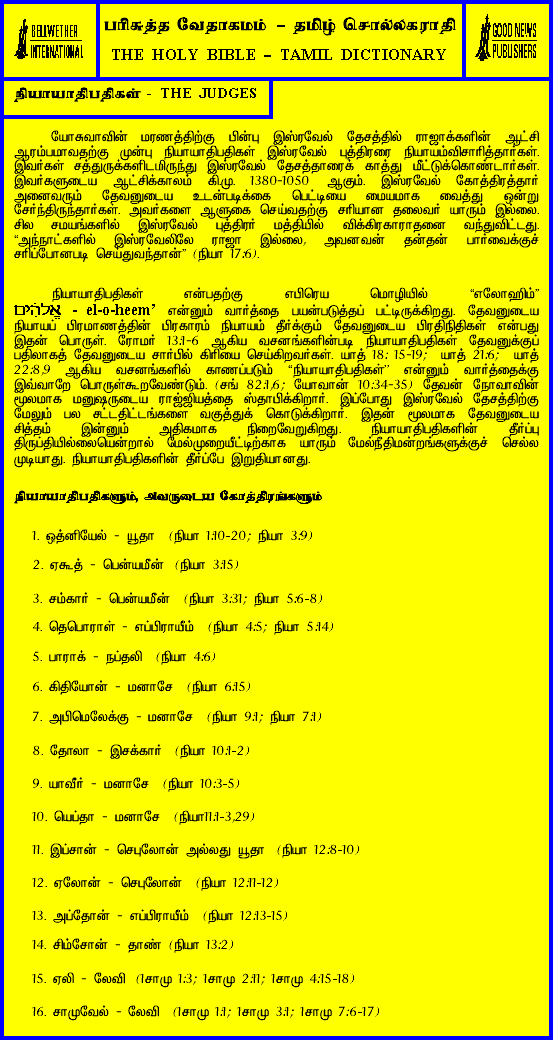 BELLWETHER
INTERNATIONAL
பரிசுத்த வேதாகமம் – தமிழ் சொல்லகராதி
THE HOLY BIBLE – TAMIL DICTIONARY
GOOD NEWS
PUBLISHERS
நியாயாதிபதிகள் - THE JUDGES
யோசுவாவின் மரணத்திற்கு பின்பு இஸ்ரவேல் தேசத்தில் ராஜாக்களின் ஆட்சி
ஆரம்பமாவதற்கு முன்பு நியாயாதிபதிகள் இஸ்ரவேல் புத்திரரை நியாயம்விசாரித்தார்கள்.
இவர்கள் சத்துருக்களிடமிருந்து இஸ்ரவேல் தேசத்தாரைக் காத்து மீட்டுக்கொண்டார்கள்.
இவர்களுடைய ஆட்சிக்காலம் கி.மு. 1380-1050 ஆகும். இஸ்ரவேல் கோத்திரத்தார்
அனைவரும் தேவனுடைய உடன்படிக்கை பெட்டியை மையமாக வைத்து ஒன்று
சேர்ந்திருந்தார்கள். அவர்களை ஆளுகை செய்வதற்கு சரியான தலைவர் யாரும் இல்லை.
சில சமயங்களில் இஸ்ரவேல் புத்திரர் மத்தியில் விக்கிரகாராதனை வந்துவிட்டது.
“அந்நாட்களில் இஸ்ரவேலிலே ராஜா இல்லை, அவனவன் தன்தன் பார்வைக்குச்
சரிப்போனபடி செய்துவந்தான்” (நியா 17:6).
நியாயாதிபதிகள் என்பதற்கு எபிரெய மொழியில் “எலோஹிம்”
אֱלֹהִים - el-o-heem’ என்னும் வார்த்தை பயன்படுத்தப் பட்டிருக்கிறது. தேவனுடைய
நியாயப் பிரமாணத்தின் பிரகாரம் நியாயம் தீர்க்கும் தேவனுடைய பிரதிநிதிகள் என்பது
இதன் பொருள். ரோமர் 13:1-6 ஆகிய வசனங்களின்படி நியாயாதிபதிகள் தேவனுக்குப்
பதிலாகத் தேவனுடைய சார்பில் கிரியை செய்கிறவர்கள். யாத் 18: 15-19; யாத் 21:6; யாத்
22:8,9 ஆகிய வசனங்களில் காணப்படும் “நியாயாதிபதிகள்” என்னும் வார்த்தைக்கு
இவ்வாறே பொருள்கூறவேண்டும். (சங் 82:1,6; யோவான் 10:34-35) தேவன் நோவாவின்
மூலமாக மனுஷருடைய ராஜ்ஜியத்தை ஸ்தாபிக்கிறார். இப்போது இஸ்ரவேல் தேசத்திற்கு
மேலும் பல சட்டதிட்டங்களை வகுத்துக் கொடுக்கிறார். இதன் மூலமாக தேவனுடைய
சித்தம் இன்னும் அதிகமாக நிறைவேறுகிறது. நியாயாதிபதிகளின் தீர்ப்பு
திருப்தியில்லையென்றால் மேல்முறையீட்டிற்காக யாரும் மேல்நீதிமன்றங்களுக்குச் செல்ல
முடியாது. நியாயாதிபதிகளின் தீர்ப்பே இறுதியானது.
நியாயாதிபதிகளும், அவருடைய கோத்திரங்களும்
1. ஒத்னியேல் - யூதா (நியா 1:10-20; நியா 3:9)
2. ஏகூத் - பென்யமீன் (நியா 3:15)
3. சம்கார் - பென்யமீன் (நியா 3:31; நியா 5:6-8)
4. தெபொராள் - எப்பிராயீம் (நியா 4:5; நியா 5:14)
5. பாராக் - நப்தலி (நியா 4:6)
6. கிதியோன் - மனாசே (நியா 6:15)
7. அபிமெலேக்கு - மனாசே (நியா 9:1; நியா 7:1)
8. தோலா - இசக்கார் (நியா 10:1-2)
9. யாவீர் - மனாசே (நியா 10:3-5)
10. யெப்தா - மனாசே (நியா11:1-3,29)
11. இப்சான் - செபுலோன் அல்லது யூதா (நியா 12:8-10)
12. ஏலோன் - செபுலோன் (நியா 12:11-12)
13. அப்தோன் - எப்பிராயீம் (நியா 12:13-15)
14. சிம்சோன் - தாண் (நியா 13:2)
15. ஏலி - லேவி (1சாமு 1:3; 1சாமு 2:11; 1சாமு 4:15-18)
16. சாமுவேல் - லேவி (1சாமு 1:1; 1சாமு 3:1; 1சாமு 7:6-17)